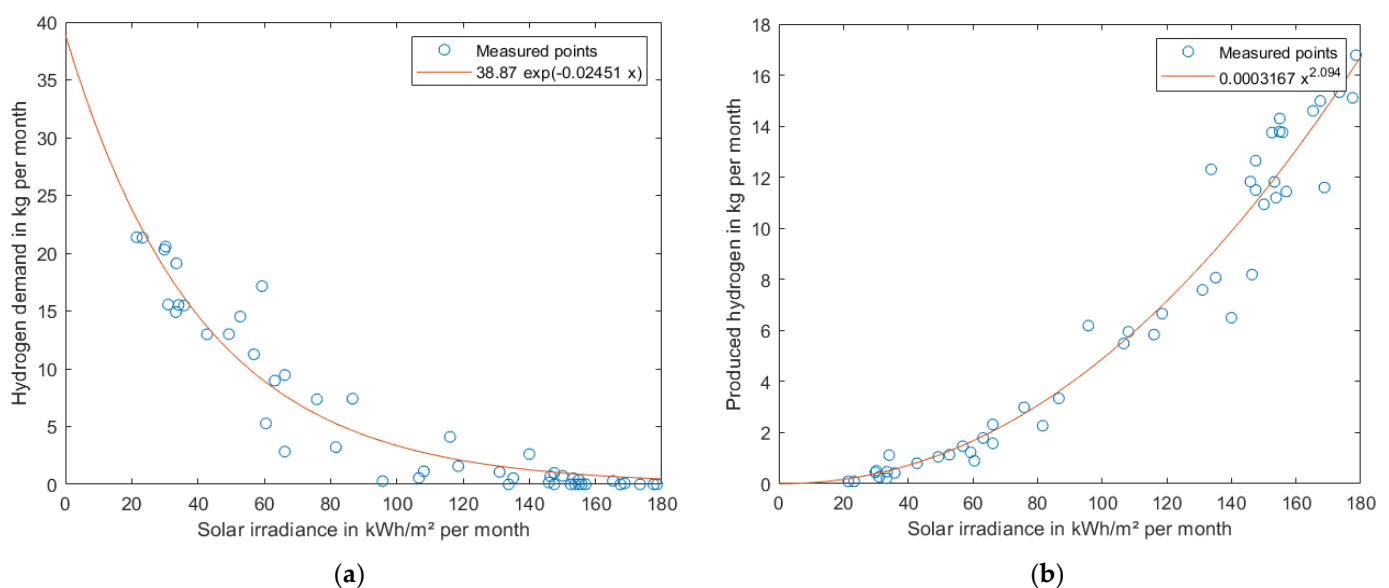 40
35
30
25
20
15
10
5
0
Hydrogen demand in kg per month
Measured points
38.87 exp(-0.02451 x)
0 20 40 60 80 100 120 140 160 180
Solar irradiance in kWh/m² per month
(a)
18
16
14
12
10
8
6
4
2
0
Produced hydrogen in kg per month
Measured points
0.0003167 x^2.094
0 20 40 60 80 100 120 140 160 180
Solar irradiance in kWh/m² per month
(b)